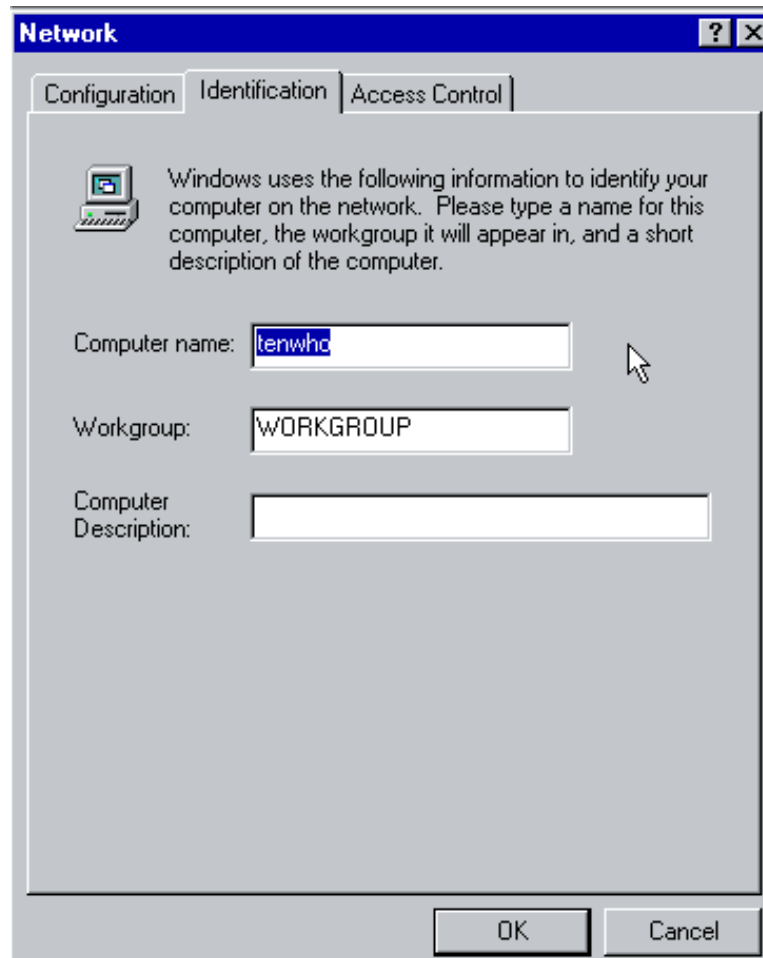 Network
Configuration Identification Access Control
Windows uses the following information to identify your
computer on the network. Please type a name for this
computer, the workgroup it will appear in, and a short
description of the computer.
Computer name: tenwho
Workgroup: WORKGROUP
Computer
Description:
OK Cancel